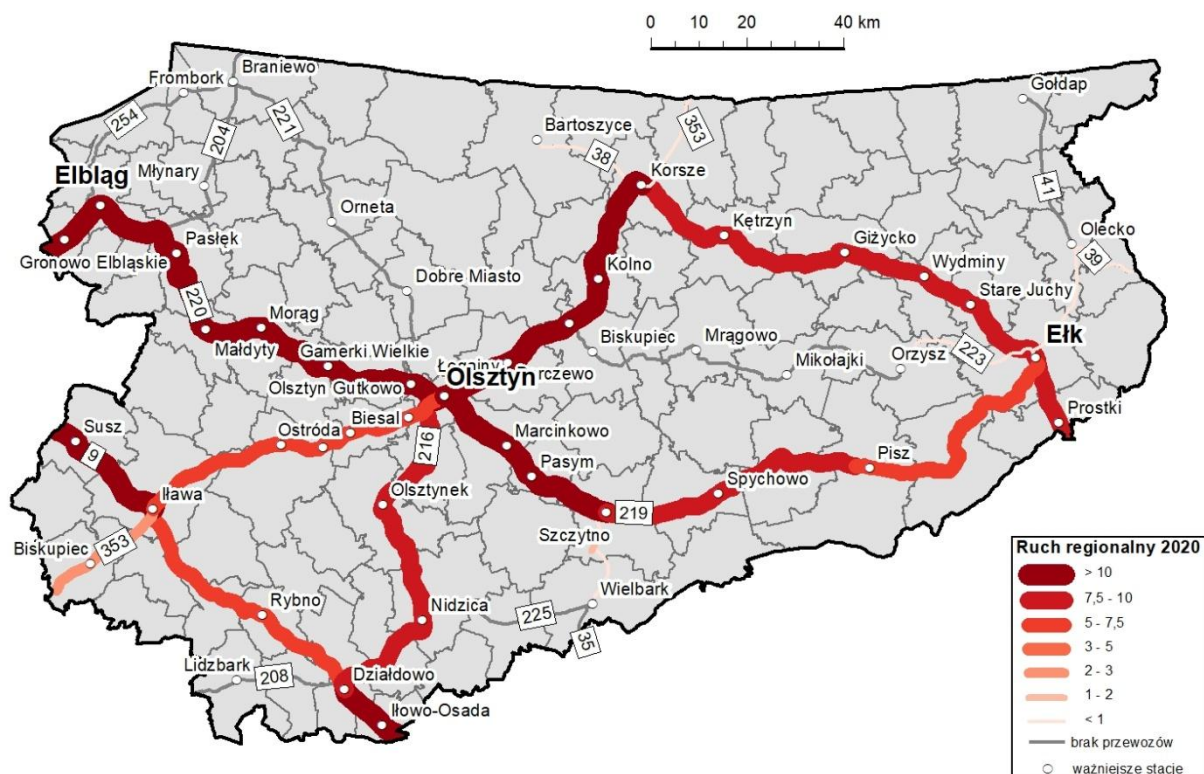 0 10 20 40 km
Braniewo
Frombork
Gołdap
254
221
353
204
Bartoszyce
38
Młynary
Elbląg
Korsze
41
Orneta
Kętrzyn
Olecko
Pasłęk
Giżycko
39
Gronowo Elbląskie
Wydminy
Dobre Miasto
Kolno
220
Stare Juchy
Morąg
Małdyty
Biskupiec
Mrągowo
Ełk
Gamerki Wielkie
Orzysz
223
Mikołajki
Olsztyn Gutkowo
Olsztyn
Biesal
Prostki
Susz
Ostróda
Marcinkowo
216
9
Pasym
Pisz
Olsztynek
Spychowo
Iława
219
Szczytno
Biskupiec
353
Wielbark
Rybno
Nidzica
225
35
Lidzbark
208
Działdowo
Iłowo-Osada
Ruch regionalny 2020
> 10
7,5 - 10
5 - 7,5
3 - 5
2 - 3
1 - 2
< 1
brak przewozów
ważniejsze stacje